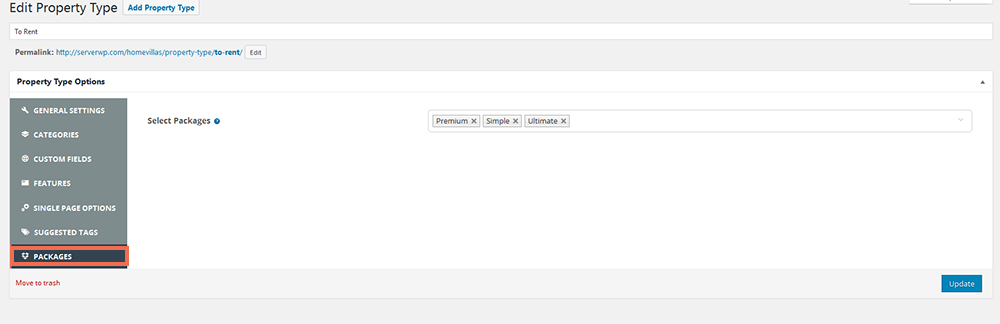 Edit Property Type Add Property Type
To Rent
Permalink: http://serverwp.com/homevillas/property-type/to-rent/ Edit
Property Type Options
GENERAL SETTINGS
Select Packages Premium Simple Ultimate
CATEGORIES
CUSTOM FIELDS
FEATURES
SINGLE PAGE OPTIONS
SUGGESTED TAGS
PACKAGES
Move to trash Update